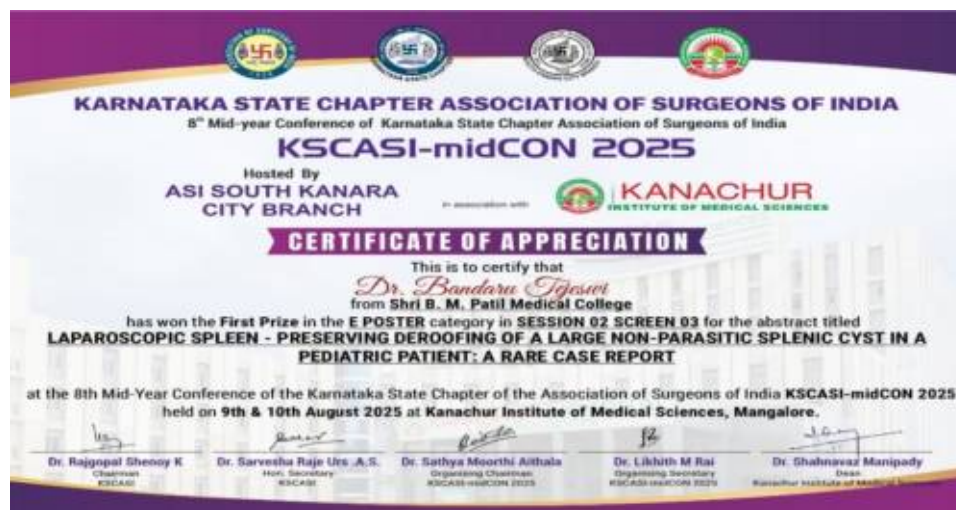 KARNATAKA STATE CHAPTER ASSOCIATION OF SURGEONS OF INDIA
8th Mid-year Conference of Karnataka State Chapter Association of Surgeons of India
KSCASI-midCON 2025
Hosted By
ASI SOUTH KANARA
CITY BRANCH
in association with
KANACHUR
INSTITUTE OF MEDICAL SCIENCES
CERTIFICATE OF APPRECIATION
This is to certify that
Dr. Bandaru Tejeswi
from Shri B. M. Patil Medical College
has won the First Prize in the E POSTER category in SESSION 02 SCREEN 03 for the abstract titled
LAPAROSCOPIC SPLEEN - PRESERVING DEROOFING OF A LARGE NON-PARASITIC SPLENIC CYST IN A
PEDIATRIC PATIENT: A RARE CASE REPORT
at the 8th Mid-Year Conference of the Karnataka State Chapter of the Association of Surgeons of India KSCASI-midCON 2025
held on 9th & 10th August 2025 at Kanachur Institute of Medical Sciences, Mangalore.
Dr. Rajgopal Shenoy K
Chairman
KSCASI
Dr. Sarvesha Raje Urs .A.S.
Hon. Secretary
KSCASI
Dr. Sathya Moorthi Aithala
Organising Chairman
KSCASI-midCON 2025
Dr. Likhith M Rai
Organising Secretary
KSCASI-midCON 2025
Dr. Shahnavaz Manipady
Dean
Kanachur Institute of Medical